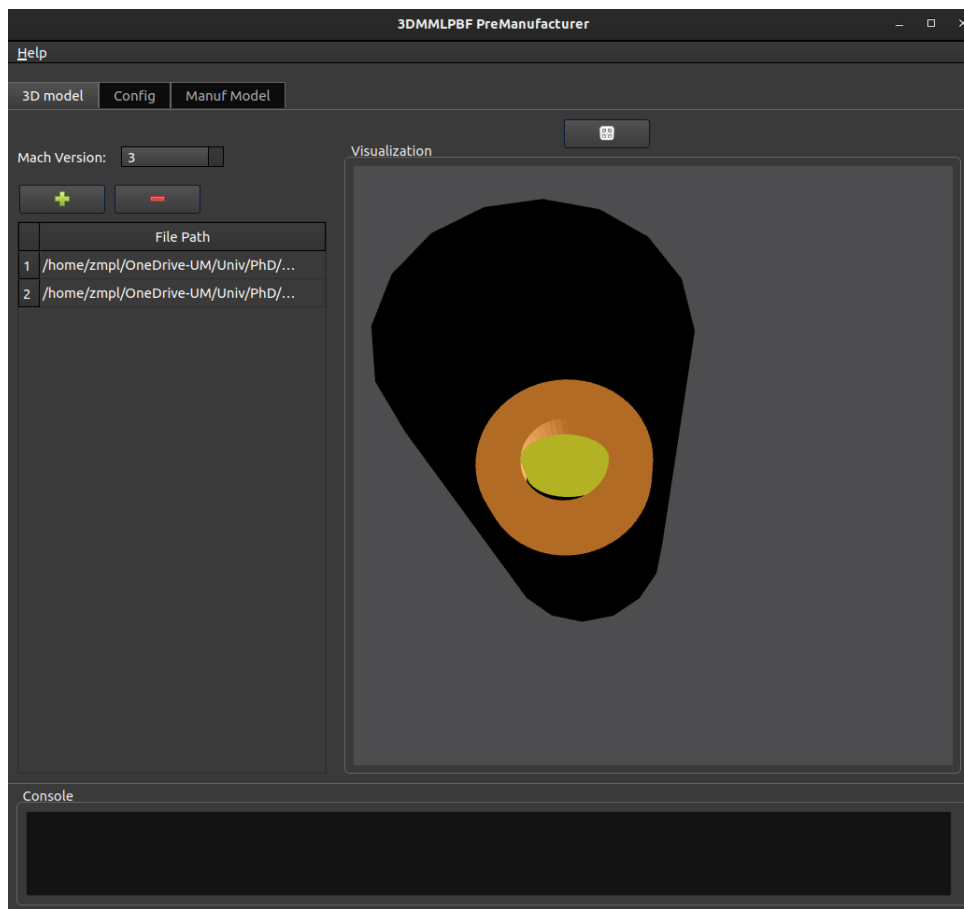 3DMMLPBF PreManufacturer
Help
3D model Config Manuf Model
Mach Version: 3
Visualization
File Path
1 /home/zmpl/OneDrive-UM/Univ/PhD/...
2 /home/zmpl/OneDrive-UM/Univ/PhD/...
Console